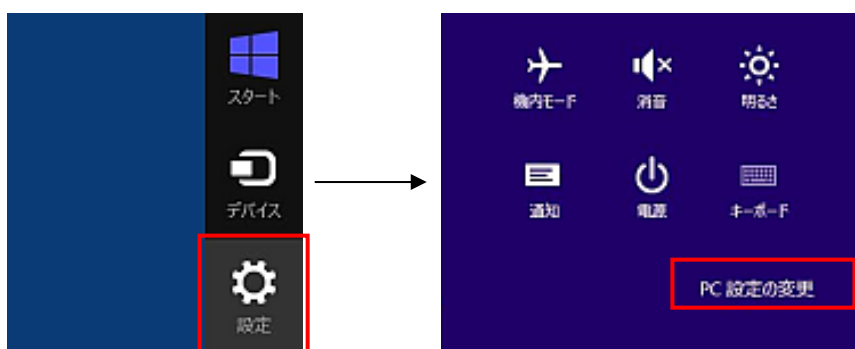 スタート
デバイス
設定
機内モード
消音
明るさ
通知
電源
キーボード
PC 設定の変更